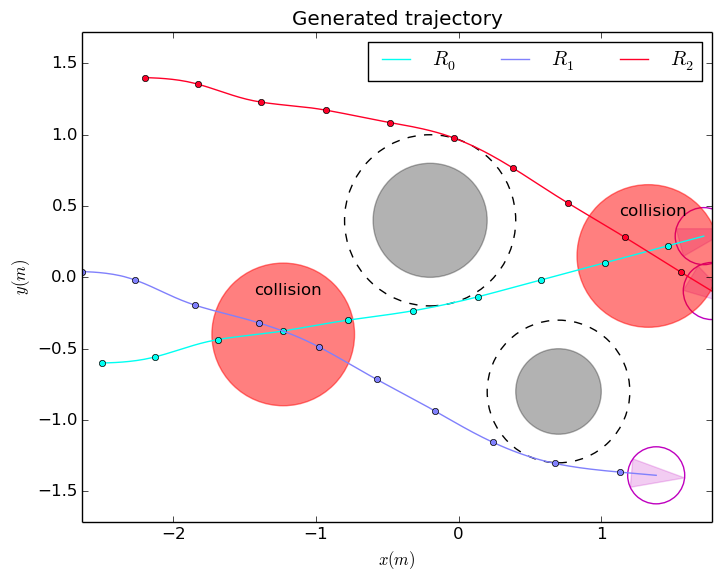 Generated trajectory
R0 R1 R2
1.5
1.0
0.5
0.0
−0.5
−1.0
−1.5
y(m)
collision
collision
−2 −1 0 1
x(m)